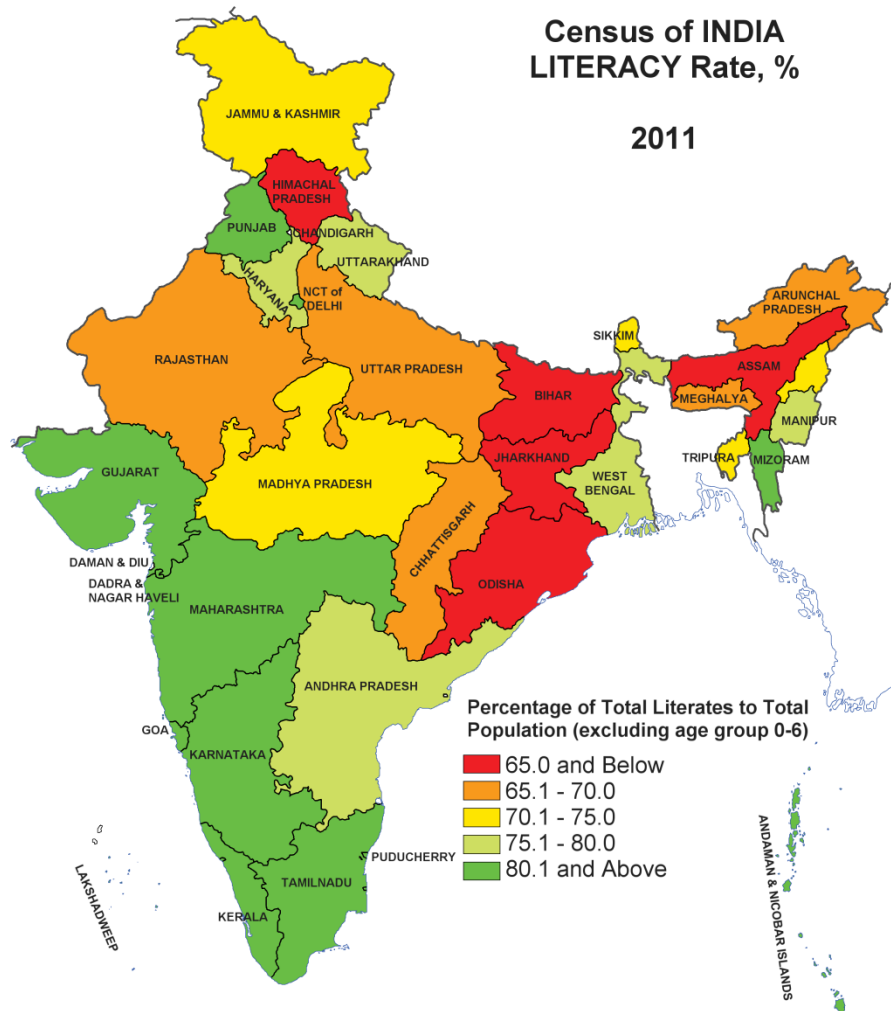 Census of INDIA
LITERACY Rate, %
2011
JAMMU & KASHMIR
HIMACHAL
PRADESH
PUNJAB
CHANDIGARH
UTTARAKHAND
HARYANA
NCT of
DELHI
ARUNCHAL
PRADESH
SIKKIM
RAJASTHAN
UTTAR PRADESH
ASSAM
BIHAR
MEGHALYA
MANIPUR
GUJARAT
JHARKHAND
TRIPURA
MIZORAM
WEST
BENGAL
MADHYA PRADESH
CHHATTISGARH
DAMAN & DIU
DADRA &
NAGAR HAVELI
ODISHA
MAHARASHTRA
ANDHRA PRADESH
GOA
KARNATAKA
Percentage of Total Literates to Total
Population (excluding age group 0-6)
65.0 and Below
65.1 - 70.0
70.1 - 75.0
75.1 - 80.0
80.1 and Above
PUDUCHERRY
TAMILNADU
KERALA
LAKSHADWEEP
ANDAMAN & NICOBAR ISLANDS